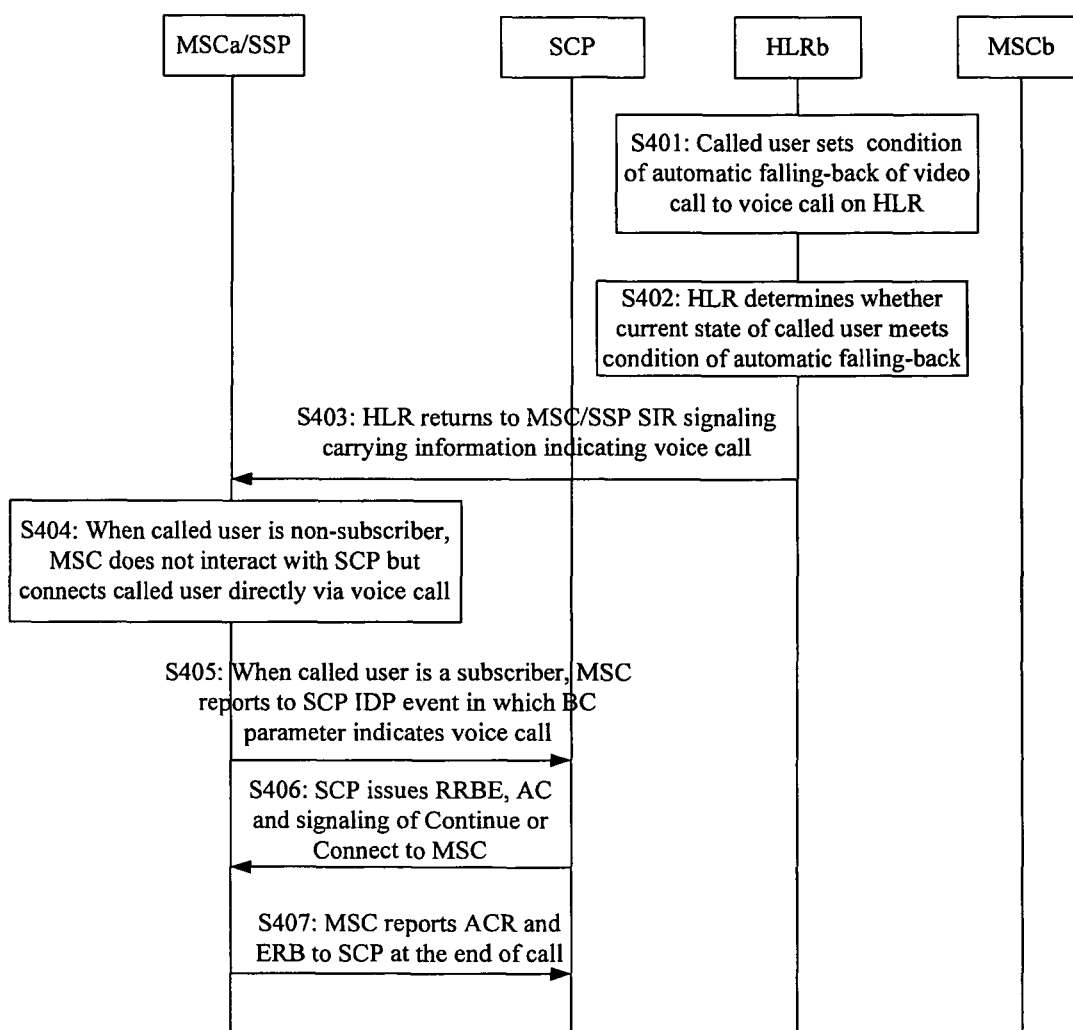 MSCa/SSP
SCP
HLRb
MSCb
S401: Called user sets condition
of automatic falling-back of video
call to voice call on HLR
S402: HLR determines whether
current state of called user meets
condition of automatic falling-back
S403: HLR returns to MSC/SSP SIR signaling
carrying information indicating voice call
S404: When called user is non-subscriber,
MSC does not interact with SCP but
connects called user directly via voice call
S405: When called user is a subscriber, MSC
reports to SCP IDP event in which BC
parameter indicates voice call
S406: SCP issues RRBE, AC
and signaling of Continue or
Connect to MSC
S407: MSC reports ACR and
ERB to SCP at the end of call